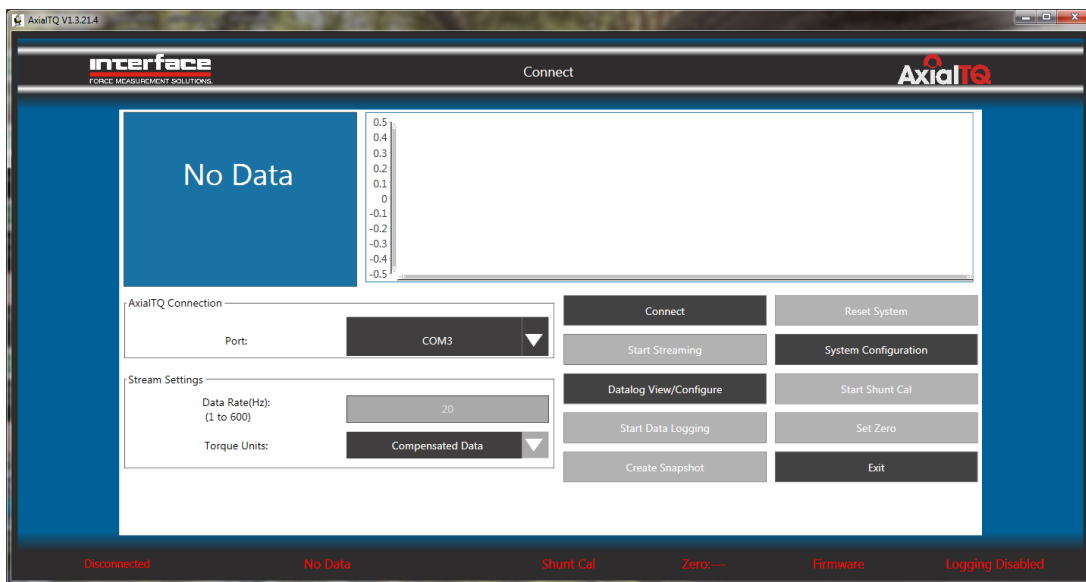 AxialTQ V1.3.21.4
interface
FORCE MEASUREMENT SOLUTIONS.
Connect
AxialTQ
No Data
0.5
0.4
0.3
0.2
0.1
0
-0.1
-0.2
-0.3
-0.4
-0.5
AxialTQ Connection
Port:
COM3
Stream Settings
Data Rate(Hz):
(1 to 600)
20
Torque Units:
Compensated Data
Connect
Reset System
Start Streaming
System Configuration
Datalog View/Configure
Start Shunt Cal
Start Data Logging
Set Zero
Create Snapshot
Exit
Disconnected
No Data
Shunt Cal
Zero:---
Firmware
Logging Disabled